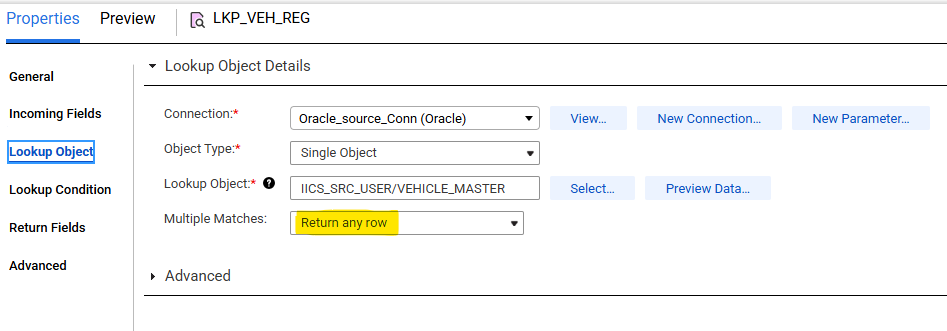 Properties Preview LKP_VEH_REG
General
Incoming Fields
Lookup Object
Lookup Condition
Return Fields
Advanced
Lookup Object Details
Connection:* Oracle_source_Conn (Oracle) View... New Connection... New Parameter...
Object Type:* Single Object
Lookup Object:* ? IICS_SRC_USER/VEHICLE_MASTER Select... Preview Data...
Multiple Matches: Return any row
Advanced